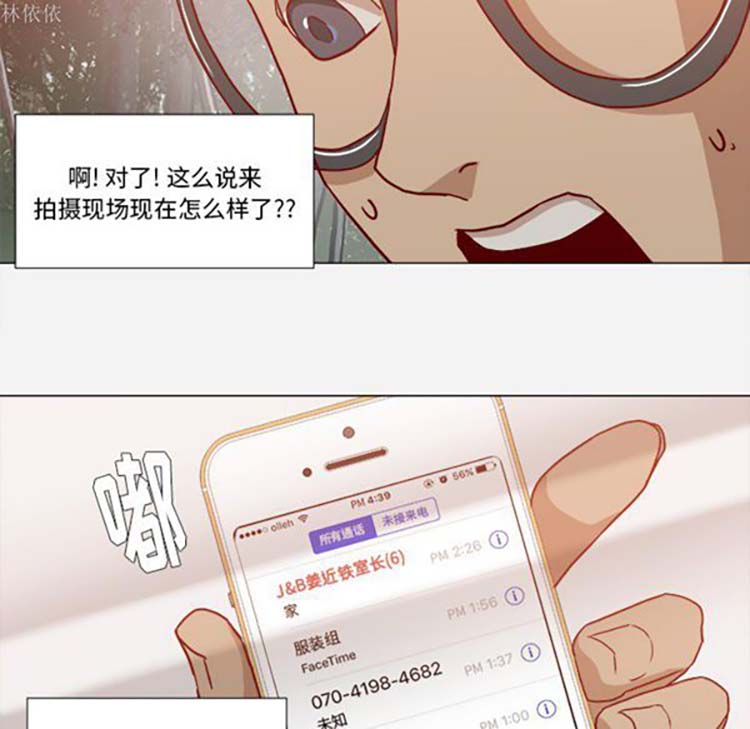 林依依
啊! 对了! 这么说来
拍摄现场现在怎么样了??
嘟
PM 4:39
56%
olleh
所有通话
未接来电
J&B姜近铁室长(6)
PM 2:26
家
服装组
PM 1:56
FaceTime
070-4198-4682
PM 1:37
未知
PM 1:00